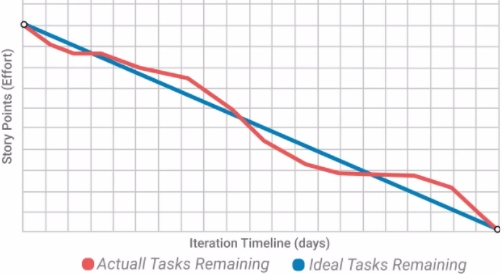 Story Points (Effort)
Iteration Timeline (days)
Actuall Tasks Remaining
Ideal Tasks Remaining